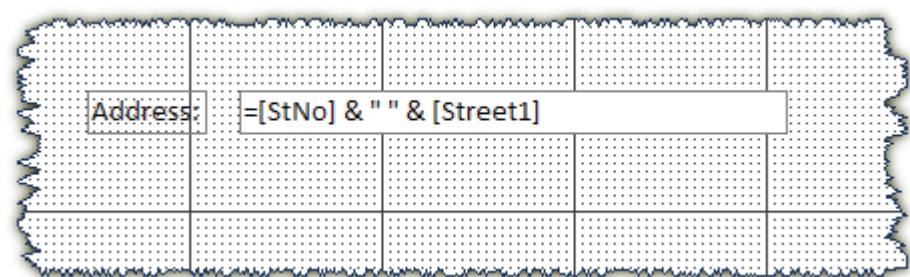 Address: =[StNo] & " " & [Street1]